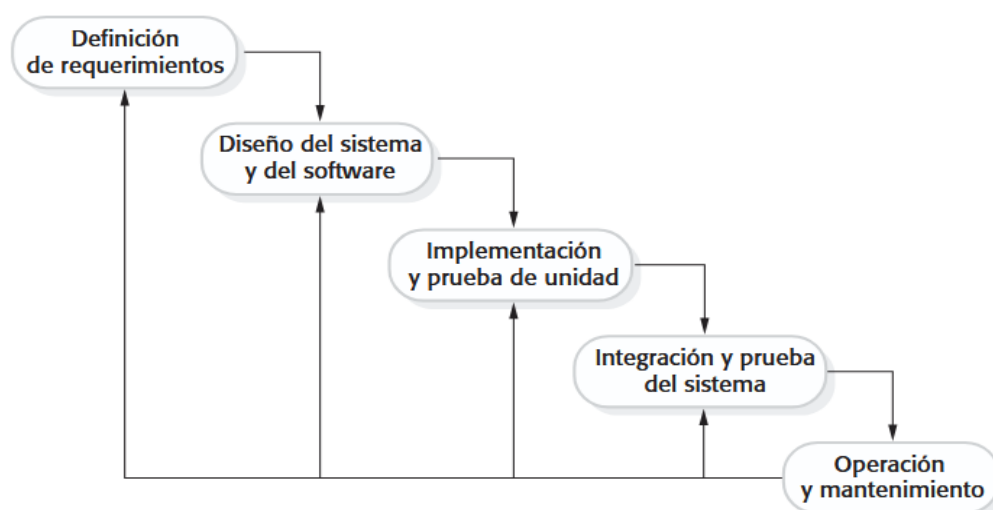 Definición
de requerimientos
Diseño del sistema
y del software
Implementación
y prueba de unidad
Integración y prueba
del sistema
Operación
y mantenimiento